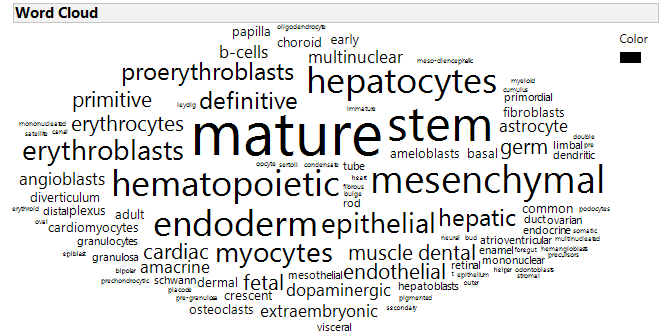 Word Cloud
Color
oligodendrocyte
papilla
choroid early
b-cells
multinuclear
meso-diencephalic
proerythroblasts
hepatocytes
myeloid
cumulus
primordial
primitive
leydig
definitive
immature
fibroblasts
mononucleated
satellite canal
erythrocytes
mature
stem
astrocyte
double
erythroblasts
germ
limbal pre
dendritic
oocyte sertoli condensate
tube
ameloblasts basal
angioblasts
hematopoietic
heart
fibrous
bulge
rod
mesenchymal
diverticulum
erythroid
distal plexus
oval
adult
cardiomyocytes
endoderm
epithelial
hepatic
common
podocytes
duct ovarian
endocrine somatic
granulocytes
neural bud
atrioventricular multinucleated
epiblast
granulosa
cardiac
myocytes
muscle dental
enamel foregut hemangioblasts
precursors
bipolar
amacrine
mesothelial
endothelial
retinal
mononuclear
prechondrocytic
schwann
dermal
fetal
t epithelium helper odontoblasts
stromal
placode
pre-granulosa
crescent
dopaminergic
hepatoblasts
outer
pigmented
osteoclasts
extraembryonic
secondary
visceral